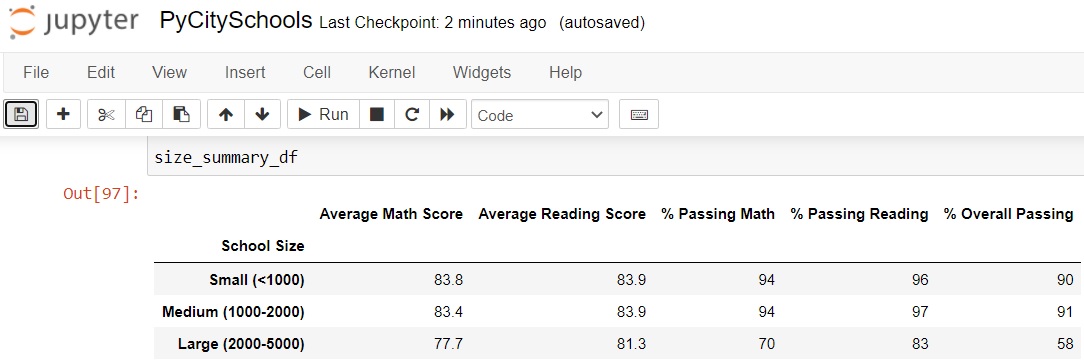 jupyter PyCitySchools Last Checkpoint: 2 minutes ago (autosaved)
File Edit View Insert Cell Kernel Widgets Help
Run Code
size_summary_df
Out[97]:
Average Math Score Average Reading Score % Passing Math % Passing Reading % Overall Passing
School Size
Small (<1000) 83.8 83.9 94 96 90
Medium (1000-2000) 83.4 83.9 94 97 91
Large (2000-5000) 77.7 81.3 70 83 58